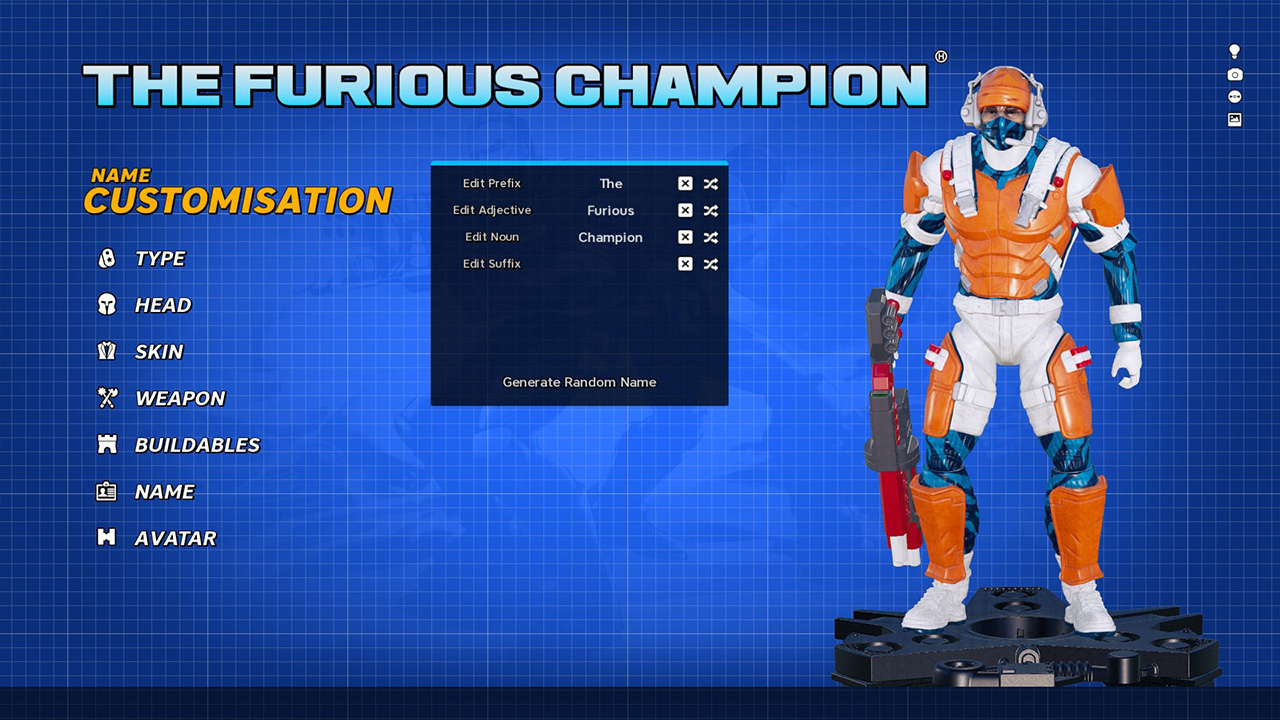 THE FURIOUS CHAMPION
NAME
CUSTOMISATION
TYPE
HEAD
SKIN
WEAPON
BUILDABLES
NAME
AVATAR
Edit Prefix The
Edit Adjective Furious
Edit Noun Champion
Edit Suffix
Generate Random Name